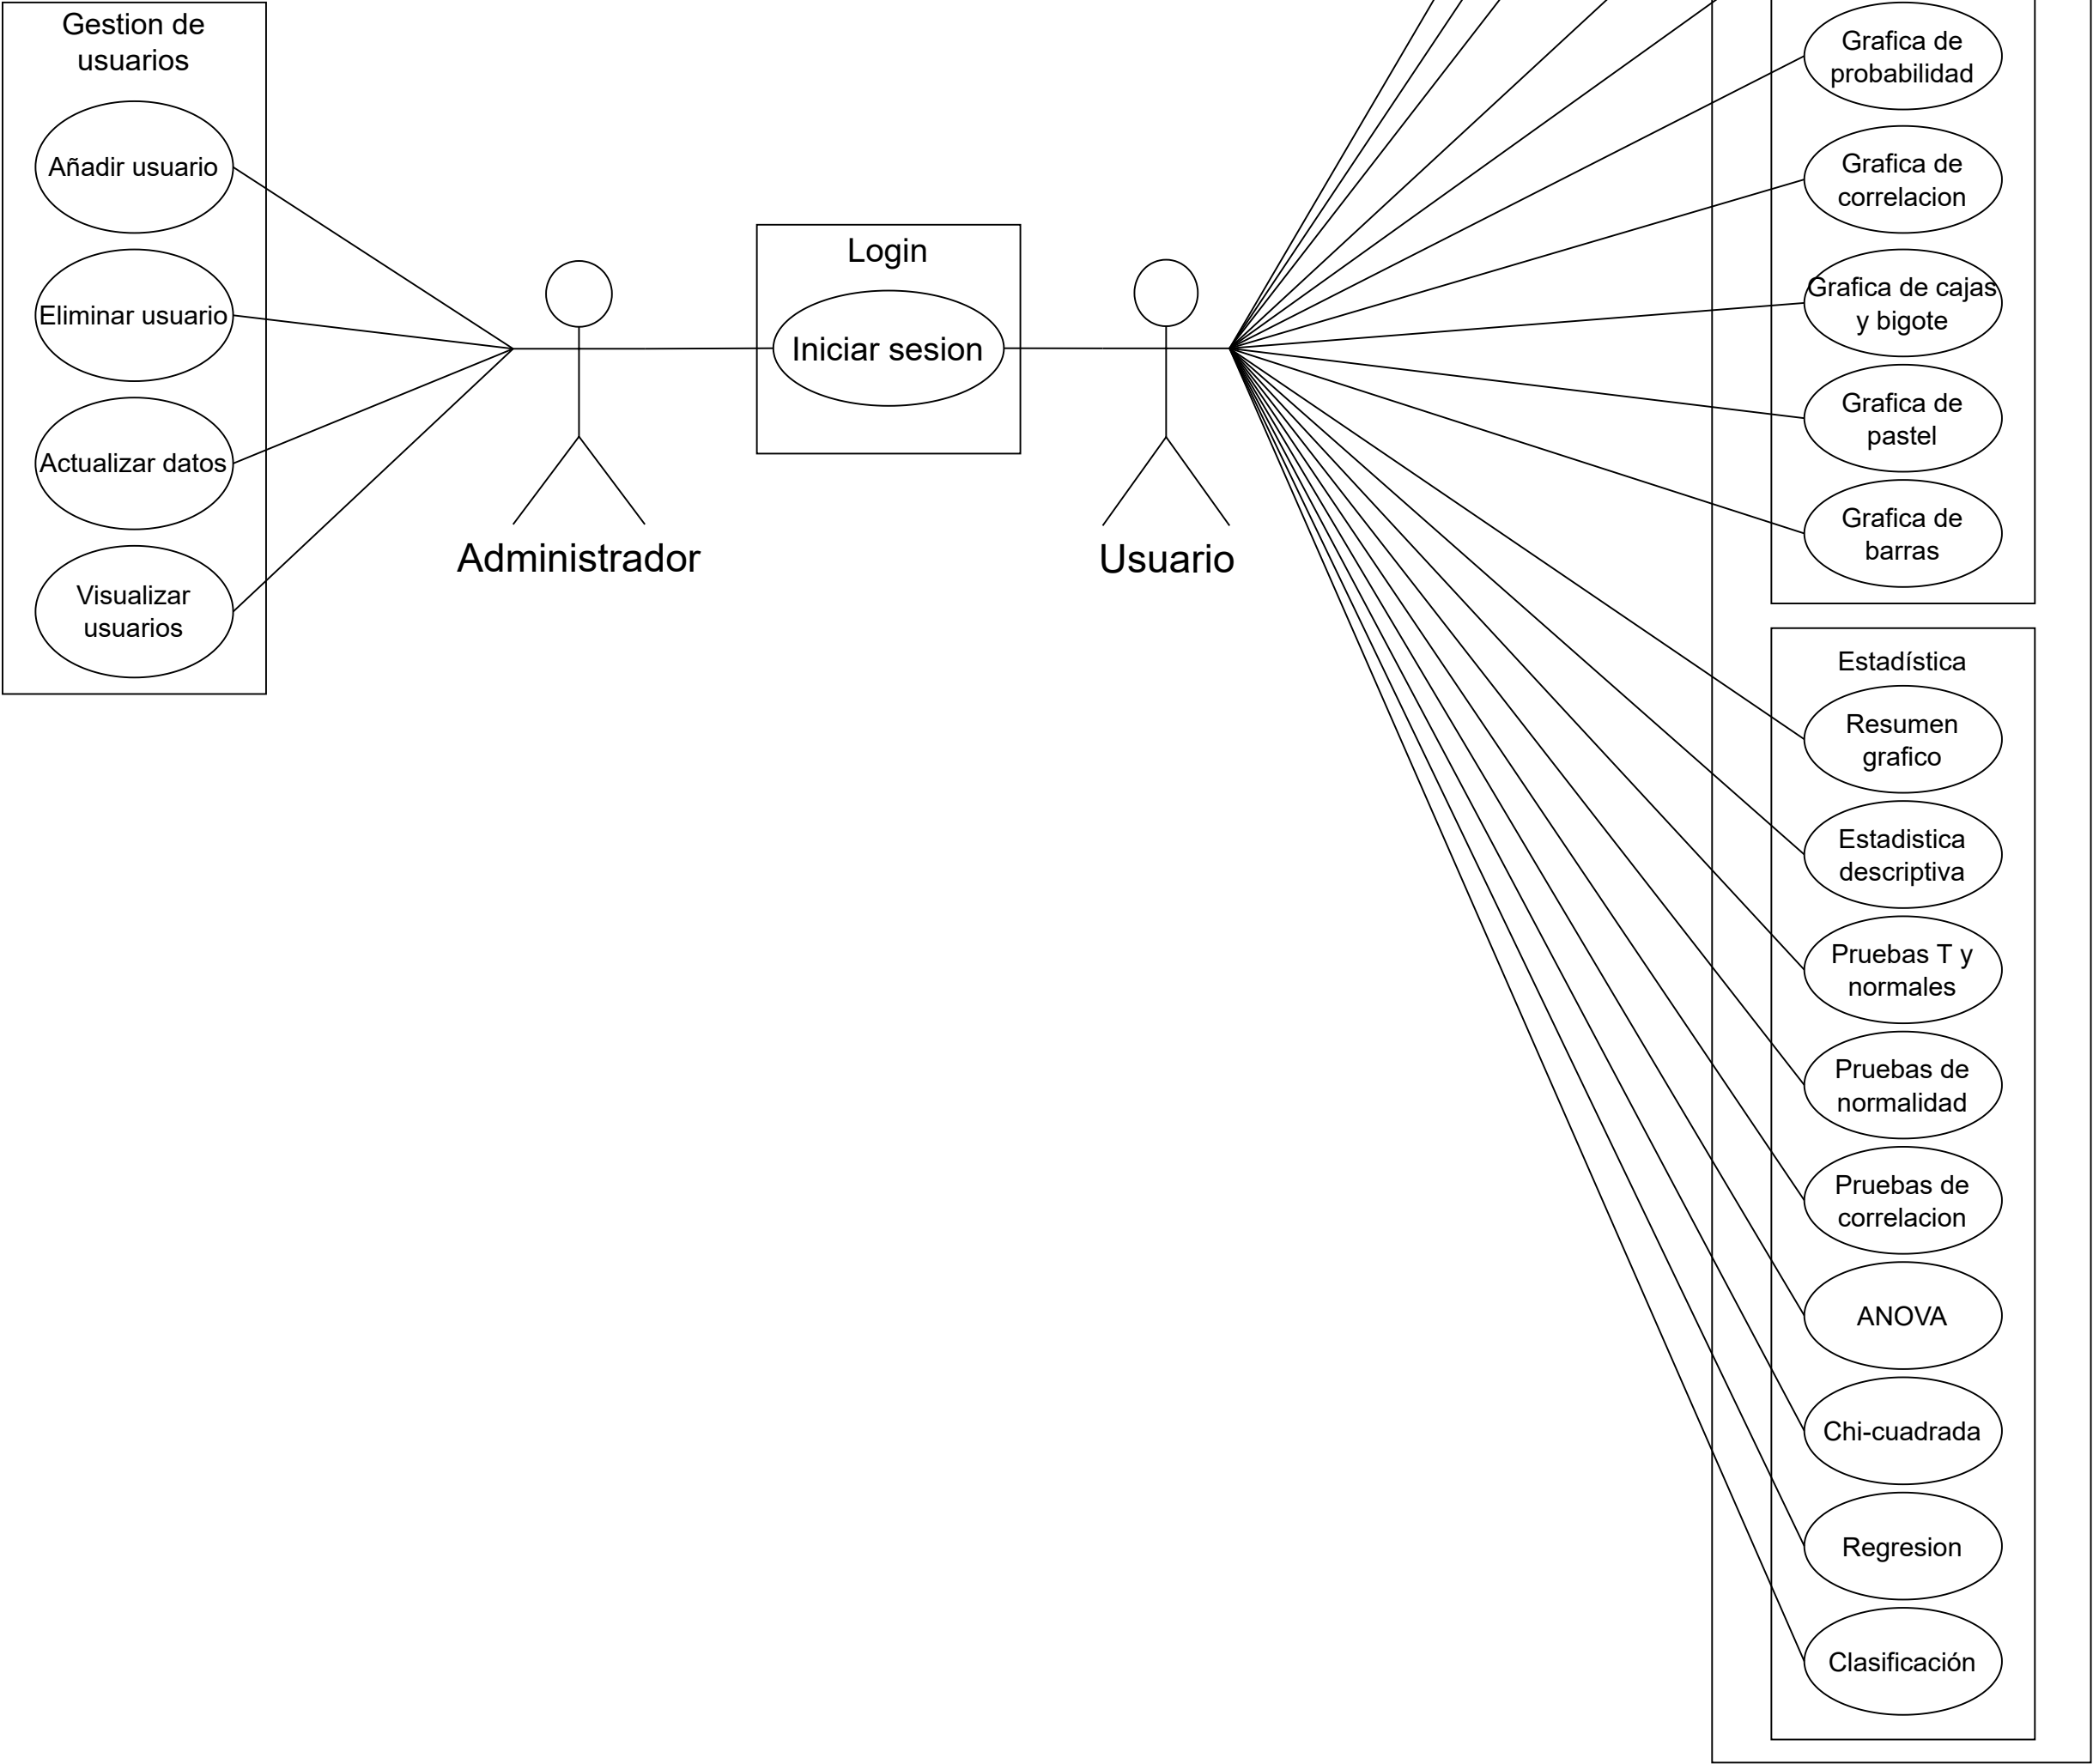 Gestion de
usuarios
Añadir usuario
Eliminar usuario
Actualizar datos
Visualizar
usuarios
Administrador
Login
Iniciar sesion
Usuario
Grafica de
probabilidad
Grafica de
correlacion
Grafica de cajas
y bigote
Grafica de
pastel
Grafica de
barras
Estadística
Resumen
grafico
Estadistica
descriptiva
Pruebas T y
normales
Pruebas de
normalidad
Pruebas de
correlacion
ANOVA
Chi-cuadrada
Regresion
Clasificación